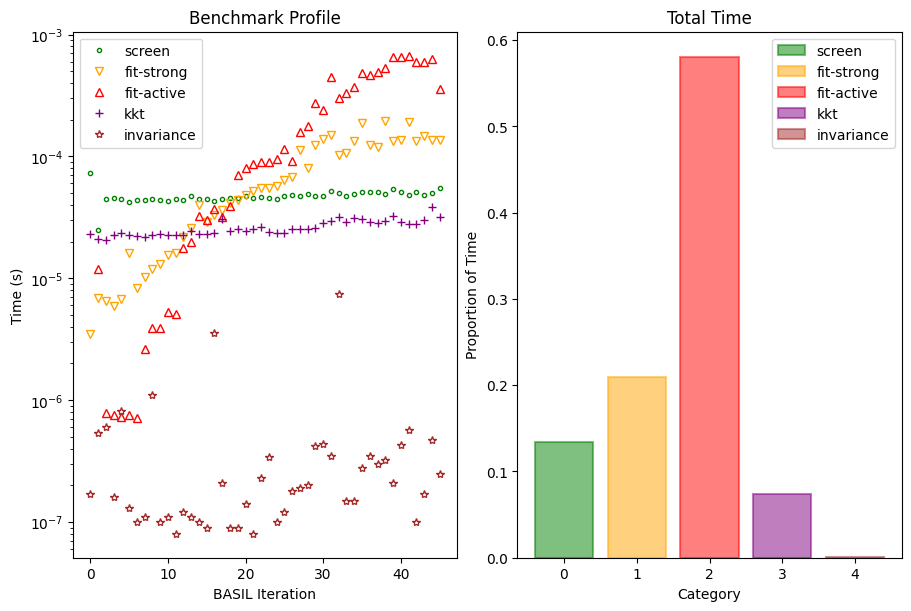 Benchmark Profile
10⁻³
10⁻⁴
10⁻⁵
10⁻⁶
10⁻⁷
Time (s)
screen
fit-strong
fit-active
kkt
invariance
0
10
20
30
40
BASIL Iteration
Total Time
0.6
0.5
0.4
0.3
0.2
0.1
0.0
Proportion of Time
screen
fit-strong
fit-active
kkt
invariance
0
1
2
3
4
Category